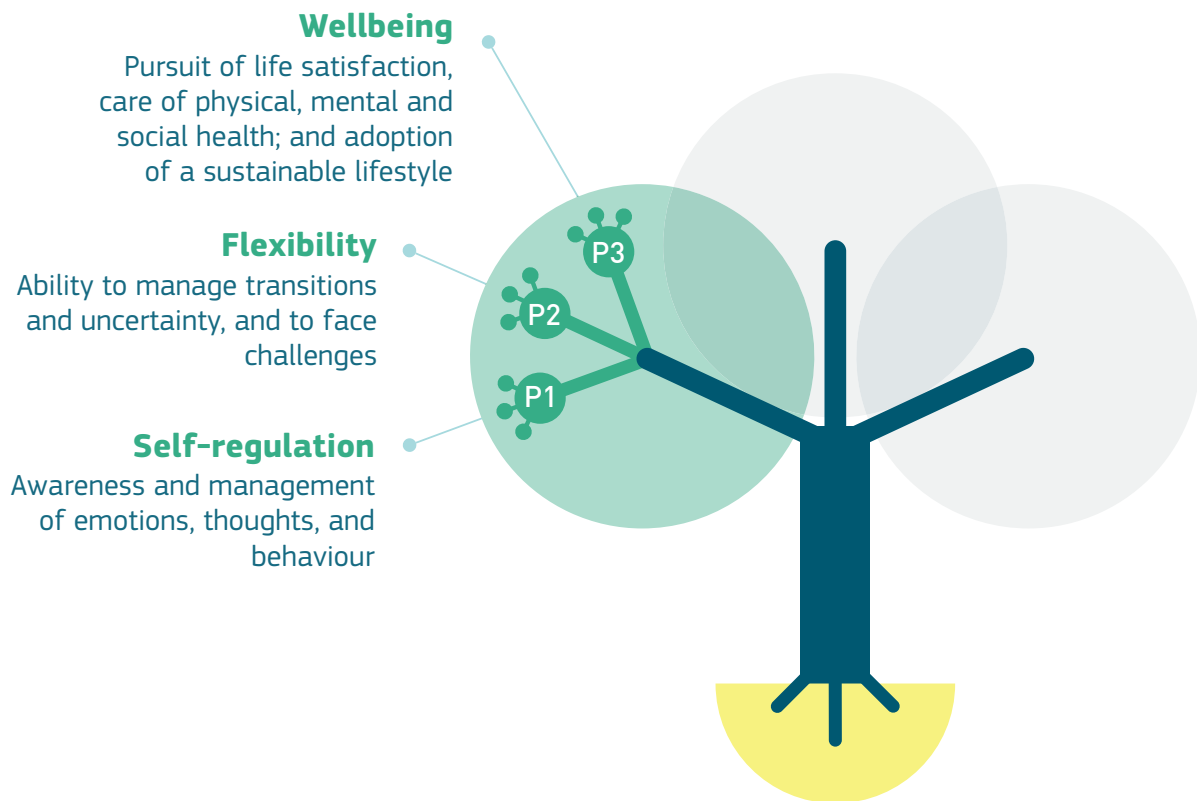 Wellbeing
Pursuit of life satisfaction,
care of physical, mental and
social health; and adoption
of a sustainable lifestyle
Flexibility
Ability to manage transitions
and uncertainty, and to face
challenges
Self-regulation
Awareness and management
of emotions, thoughts, and
behaviour
P3
P2
P1